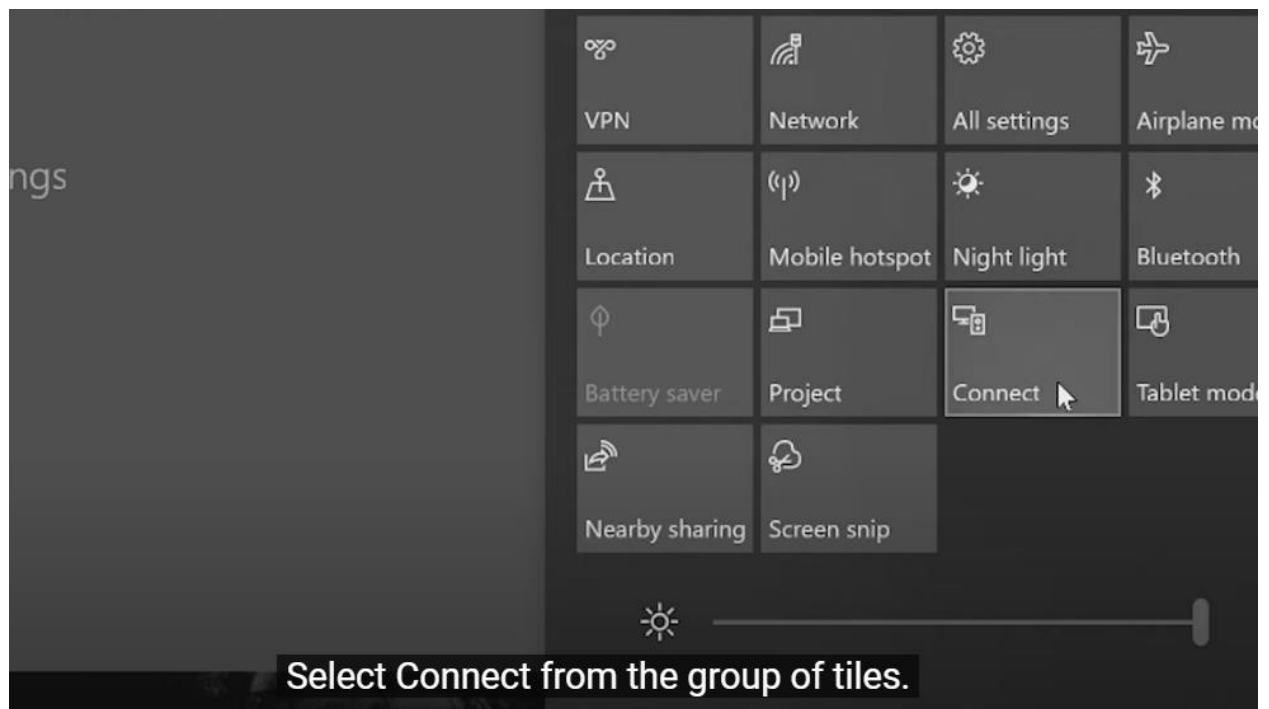 VPN
Network
All settings
Airplane mo
ngs
Location
Mobile hotspot
Night light
Bluetooth
Battery saver
Project
Connect
Tablet mode
Nearby sharing
Screen snip
Select Connect from the group of tiles.